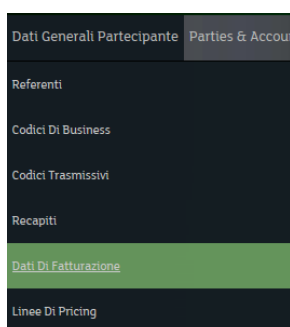 Dati Generali Partecipante Parties & Accou
Referenti
Codici Di Business
Codici Trasmissivi
Recapiti
Dati Di Fatturazione
Linee Di Pricing